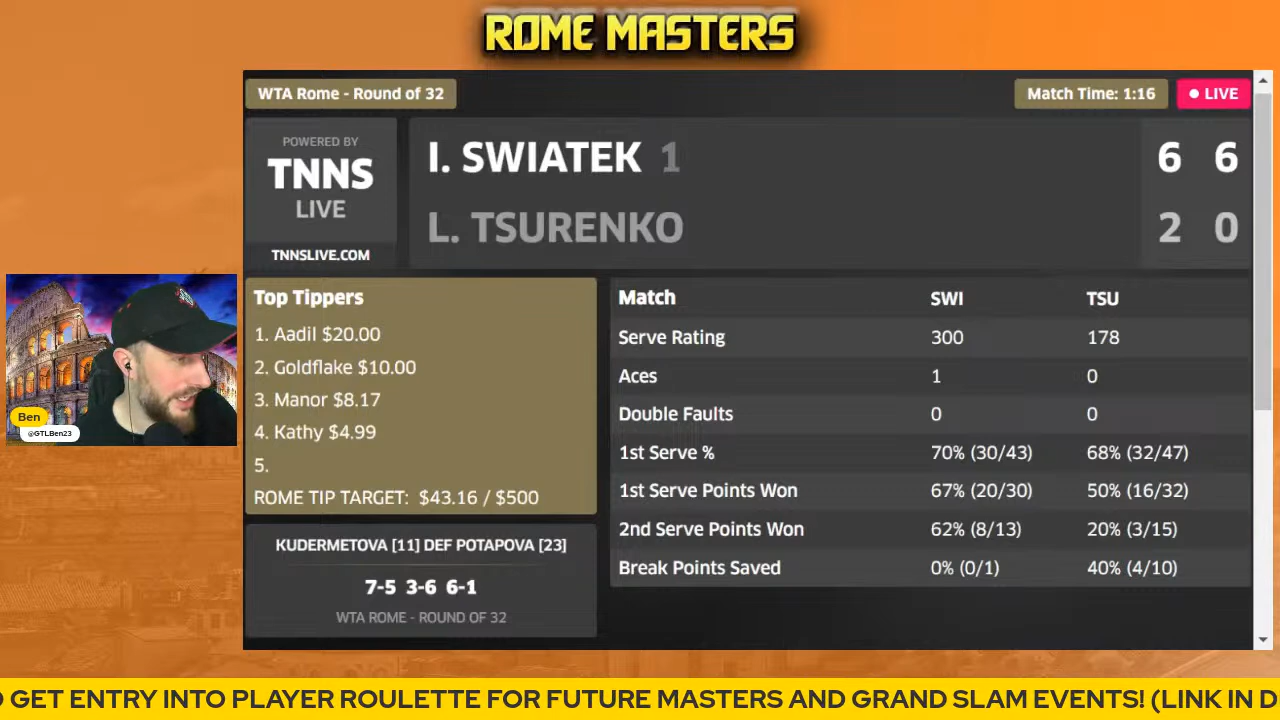 ROME MASTERS
WTA Rome - Round of 32
Match Time: 1:16
LIVE
POWERED BY
TNNS
LIVE
TNNSLIVE.COM
I. SWIATEK 1 6 6
L. TSURENKO 2 0
Top Tippers
1. Aadil $20.00
2. Goldflake $10.00
3. Manor $8.17
4. Kathy $4.99
5.
ROME TIP TARGET: $43.16 / $500
KUDERMETOVA [11] DEF POTAPOVA [23]
7-5 3-6 6-1
WTA ROME - ROUND OF 32
Match SWI TSU
Serve Rating 300 178
Aces 1 0
Double Faults 0 0
1st Serve % 70% (30/43) 68% (32/47)
1st Serve Points Won 67% (20/30) 50% (16/32)
2nd Serve Points Won 62% (8/13) 20% (3/15)
Break Points Saved 0% (0/1) 40% (4/10)
Ben
@GTLBen23
GET ENTRY INTO PLAYER ROULETTE FOR FUTURE MASTERS AND GRAND SLAM EVENTS! (LINK IN D